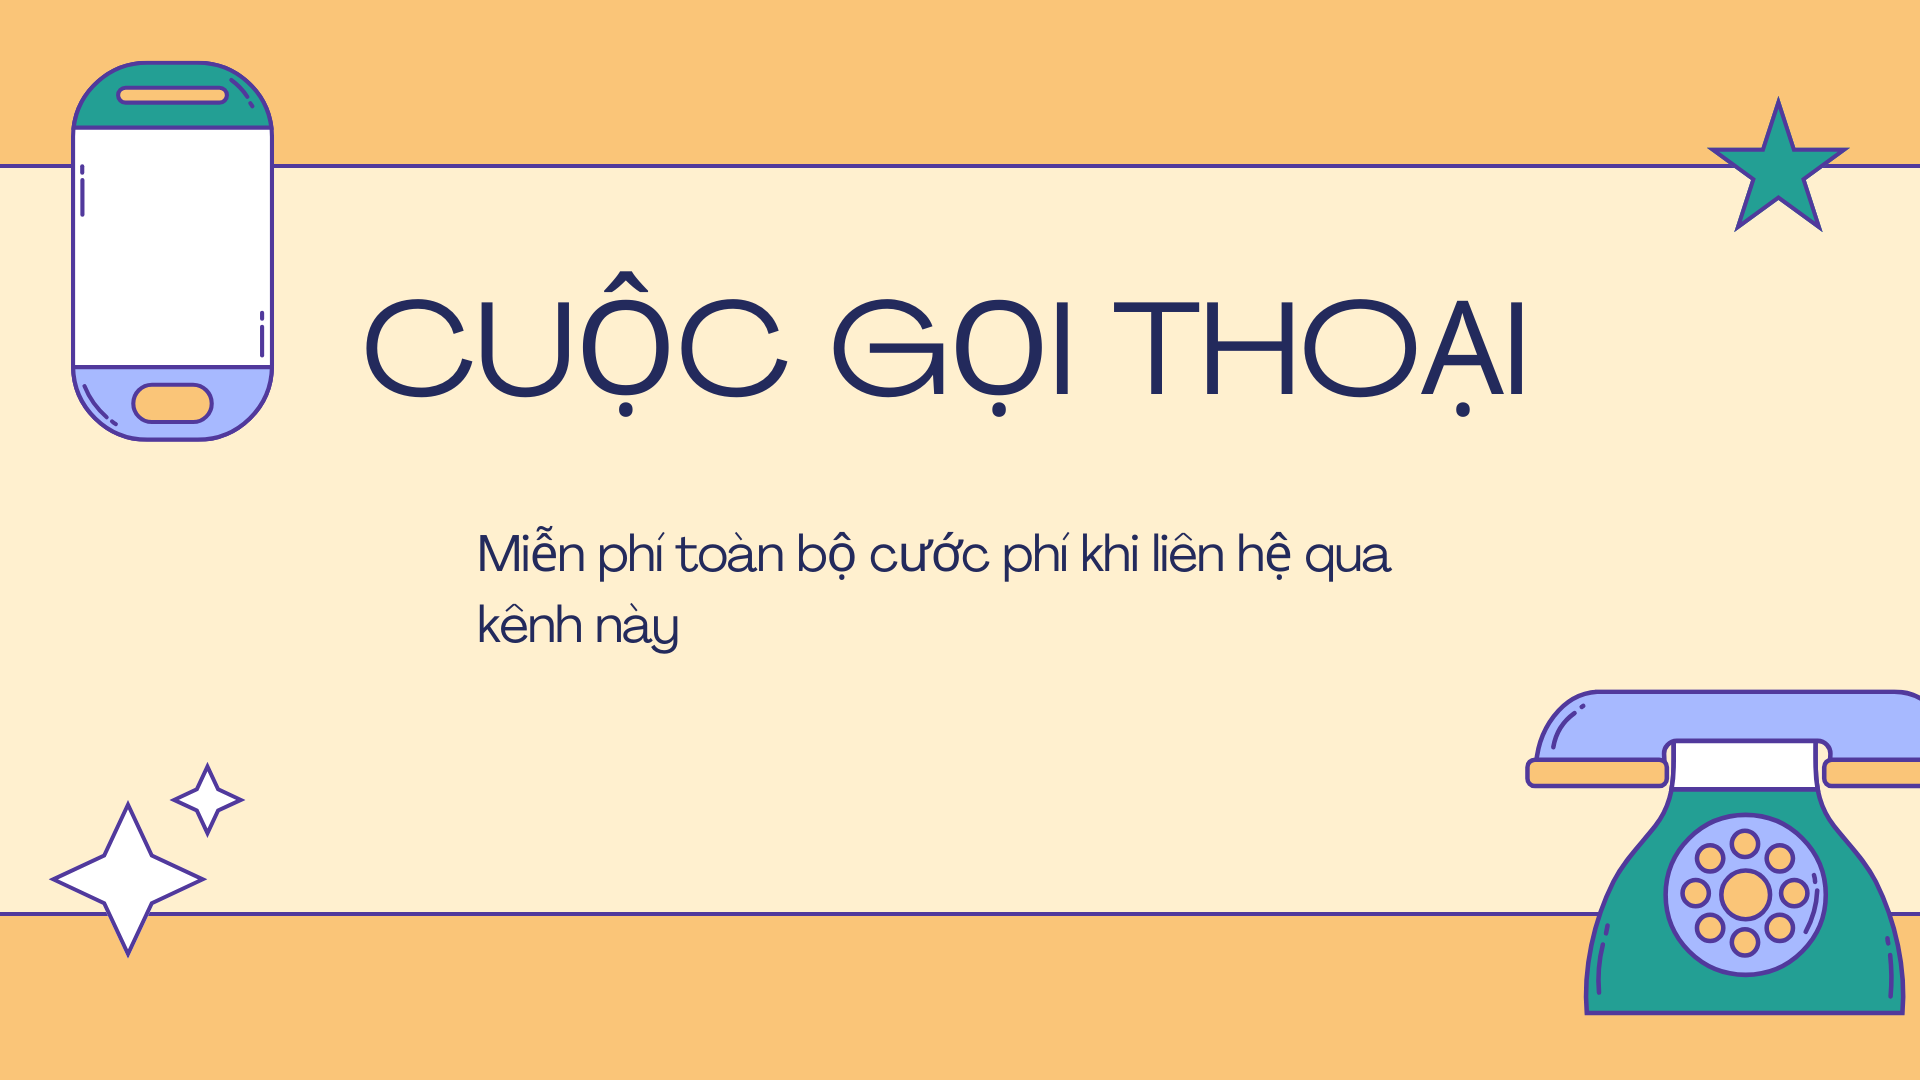 CUỘC GỌI THOẠI
Miễn phí toàn bộ cước phí khi liên hệ qua
kênh này